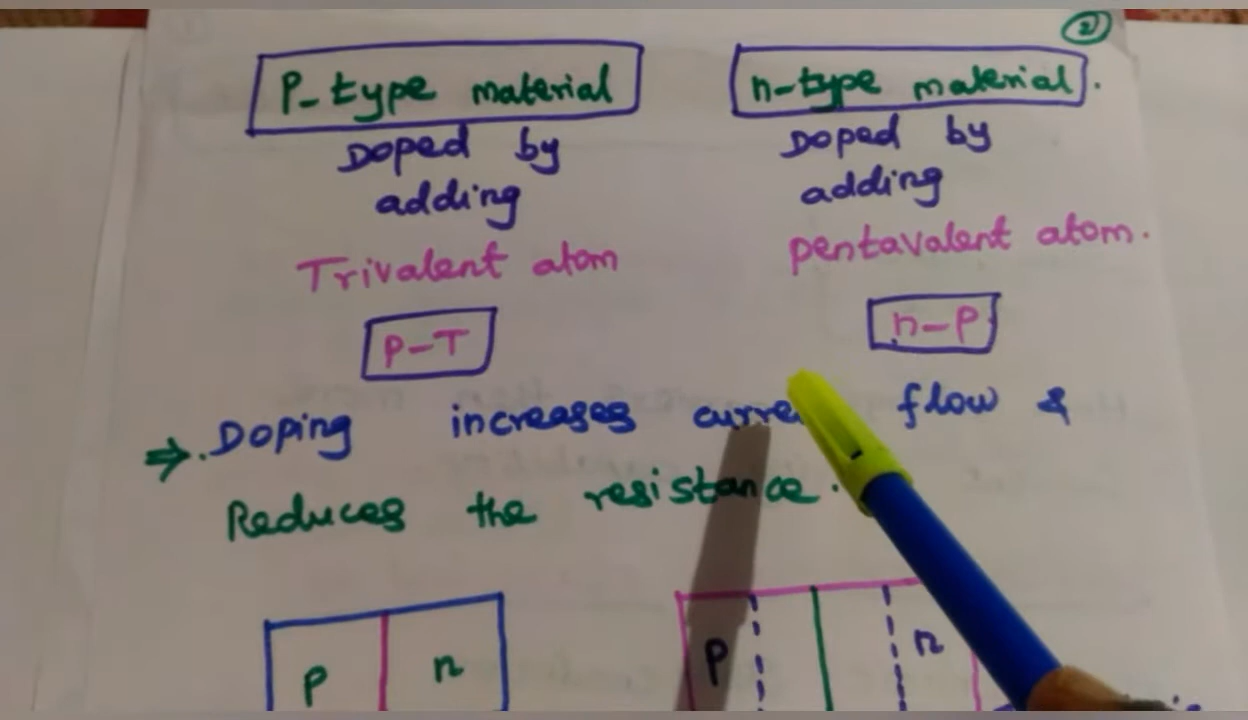 2
P-type material
Doped by
adding
Trivalent atom
P-T
n-type material.
Doped by
adding
pentavalent atom.
n-P
⇒. Doping increases curre flow &
Reduces the resistance.
P n
P n